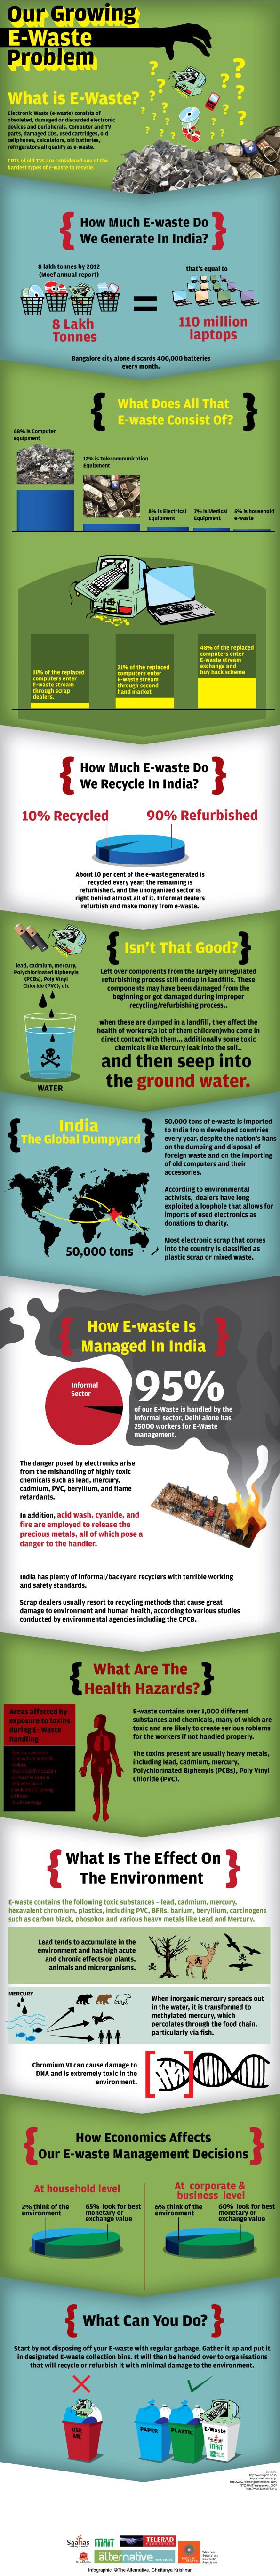 Our Growing
E-Waste
Problem
What is E-Waste?
Electronic Waste (e-waste) consists of
obsoleted, damaged or discarded electronic
devices and peripherals. Computer and TV
parts, damaged CDs, used cartridges, old
cellphones, calculators, old batteries,
refrigerators all qualify as e-waste.
CRTs of old TVs are considered one of the
hardest types of e-waste to recycle.
How Much E-waste Do
We Generate In India?
8 lakh tonnes by 2012
(Moef annual report)
that's equal to
8 Lakh
Tonnes
110 million
laptops
Bangalore city alone discards 400,000 batteries
every month.
What Does All That
E-waste Consist Of?
68% is Computer
equipment
12% is Telecommunication
Equipment
8% is Electrical
Equipment
7% is Medical
Equipment
5% is household
e-waste
of the replaced
computers enter
E-waste stream
through scrap
dealers.
21% of the replaced
computers enter
E-waste stream
through second
hand market
48% of the replaced
computers enter
E-waste stream
exchange and
buy back scheme
How Much E-waste Do
We Recycle In India?
10% Recycled
90% Refurbished
About 10 per cent of the e-waste generated is
recycled every year; the remaining is
refurbished, and the unorganized sector is
right behind almost all of it. Informal dealers
refurbish and make money from e-waste.
Isn't That Good?
lead, cadmium, mercury,
Polychlorinated Biphenyls
(PCBs), Poly Vinyl
Chloride (PVC), etc
WATER
Left over components from the largely unregulated
refurbishing process still endup in landfills. These
components may have been damaged from the
beginning or got damaged during improper
recycling/refurbishing process..
when these are dumped in a landfill, they affect the
health of workers(a lot of them children)who come in
direct contact with them.., additionally some toxic
chemicals like Mercury leak into the soil..
and then seep into
the ground water.
India
The Global Dumpyard
50,000 tons
50,000 tons of e-waste is imported
to India from developed countries
every year, despite the nation's bans
on the dumping and disposal of
foreign waste and on the importing
of old computers and their
accessories.
According to environmental
activists, dealers have long
exploited a loophole that allows for
imports of used electronics as
donations to charity.
Most electronic scrap that comes
into the country is classified as
plastic scrap or mixed waste.
How E-waste Is
Managed In India
Informal
Sector
95%
of our E-Waste is handled by the
informal sector, Delhi alone has
25000 workers for E-Waste
management.
The danger posed by electronics arise
from the mishandling of highly toxic
chemicals such as lead, mercury,
cadmium, PVC, beryllium, and flame
retardants.
In addition, acid wash, cyanide, and
fire are employed to release the
precious metals, all of which pose a
danger to the handler.
India has plenty of informal/backyard recyclers with terrible working
and safety standards.
Scrap dealers usually resort to recycling methods that cause great
damage to environment and human health, according to various studies
conducted by environmental agencies including the CPCB.
What Are The
Health Hazards?
Areas affected by
exposure to toxins
during E- Waste
handling
E-waste contains over 1,000 different
substances and chemicals, many of which are
toxic and are likely to create serious roblems
for the workers if not handled properly.
The toxins present are usually heavy metals,
including lead, cadmium, mercury,
Polychlorinated Biphenyls (PCBs), Poly Vinyl
Chloride (PVC).
What Is The Effect On
The Environment
E-waste contains the following toxic substances – lead, cadmium, mercury,
hexavalent chromium, plastics, including PVC, BFRs, barium, beryllium, carcinogens
such as carbon black, phosphor and various heavy metals like Lead and Mercury.
Lead tends to accumulate in the
environment and has high acute
and chronic effects on plants,
animals and microorganisms.
MERCURY
When inorganic mercury spreads out
in the water, it is transformed to
methylated mercury, which
percolates through the food chain,
particularly via fish.
Chromium VI can cause damage to
DNA and is extremely toxic in the
environment.
How Economics Affects
Our E-waste Management Decisions
At household level
At corporate &
business level
2% think of the
environment
65% look for best
monetary or
exchange value
6% think of the
environment
60% look for best
monetary or
exchange value
What Can You Do?
Start by not disposing off your E-waste with regular garbage. Gather it up and put it
in designated E-waste collection bins. It will then be handed over to organisations
that will recycle or refurbish it with minimal damage to the environment.
USE
ME
PAPER
PLASTIC
E-Waste
Saahas
MAIT
TELERAD
FOUNDATION
alternative
Infographic: ©The Alternative. Chaitanya Krishnan